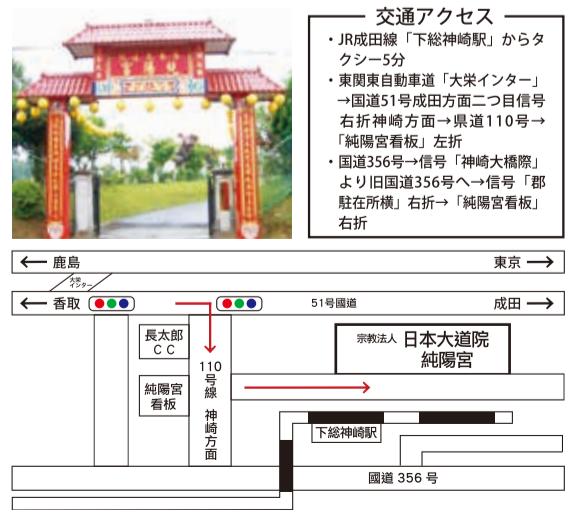 交通アクセス
・JR成田線「下総神崎駅」からタ
クシー5分
・東関東自動車道「大栄インター」
→国道51号成田方面二つ目信号
右折神崎方面→県道110号→
「純陽宮看板」左折
・国道356号→信号「神崎大橋際」
より旧国道356号へ→信号「郡
駐在所横」右折→「純陽宮看板」
右折
← 鹿島
東京 →
大栄
インター
← 香取
51号國道
成田 →
長太郎
CC
純陽宮
看板
110号線 神崎方面
宗教法人 日本大道院
純陽宮
下総神崎駅
國道 356 号